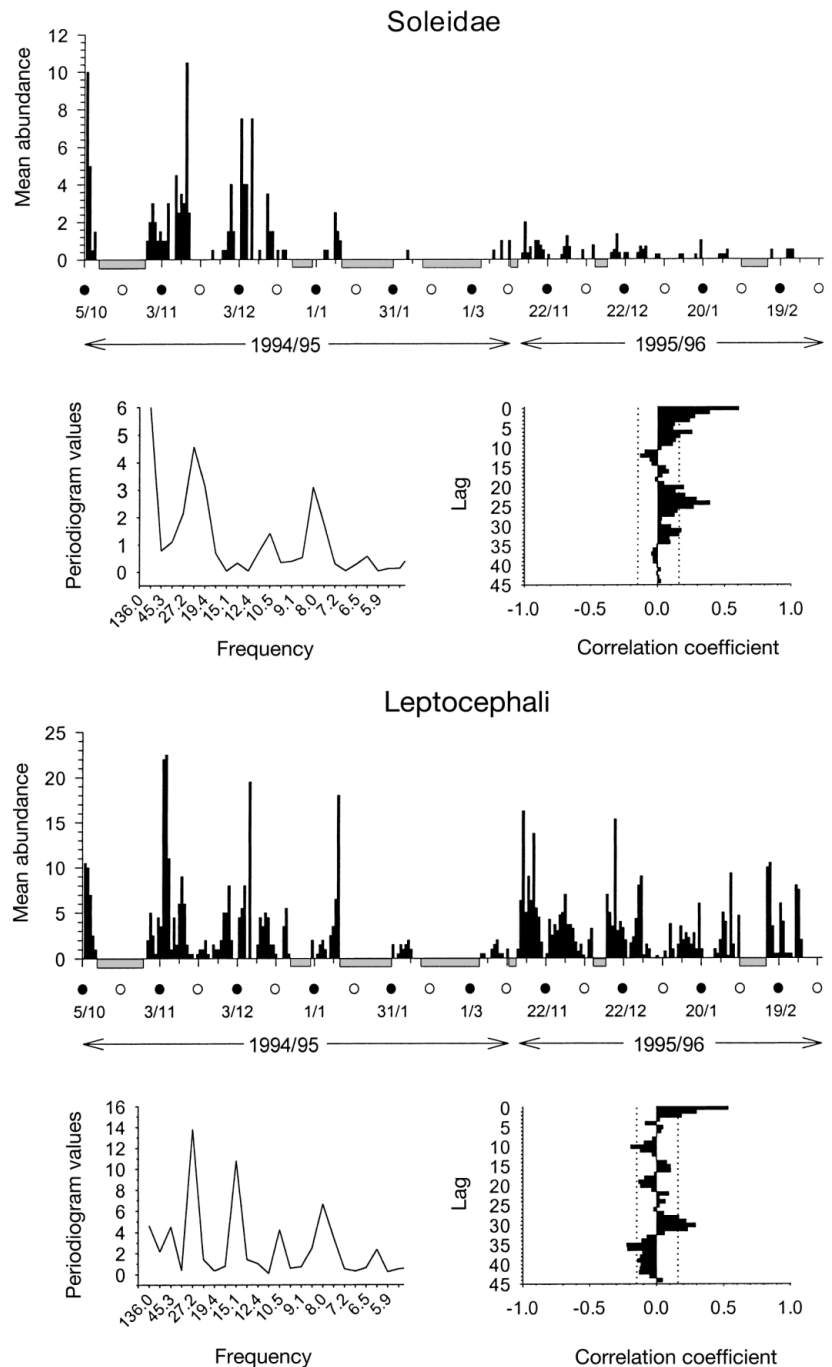 Soleidae
12
10
8
6
4
2
0
Mean abundance
5/10 3/11 3/12 1/1 31/1 1/3 22/11 22/12 20/1 19/2
1994/95 1995/96
6
5
4
3
2
1
0
Periodiogram values
136.0 45.3 27.2 19.4 15.1 12.4 10.5 9.1 8.0 7.2 6.5 5.9
Frequency
0
5
10
15
20
25
30
35
40
45
Lag
-1.0 -0.5 0.0 0.5 1.0
Correlation coefficient
Leptocephali
25
20
15
10
5
0
Mean abundance
5/10 3/11 3/12 1/1 31/1 1/3 22/11 22/12 20/1 19/2
1994/95 1995/96
16
14
12
10
8
6
4
2
0
Periodiogram values
136.0 45.3 27.2 19.4 15.1 12.4 10.5 9.1 8.0 7.2 6.5 5.9
Frequency
0
5
10
15
20
25
30
35
40
45
Lag
-1.0 -0.5 0.0 0.5 1.0
Correlation coefficient